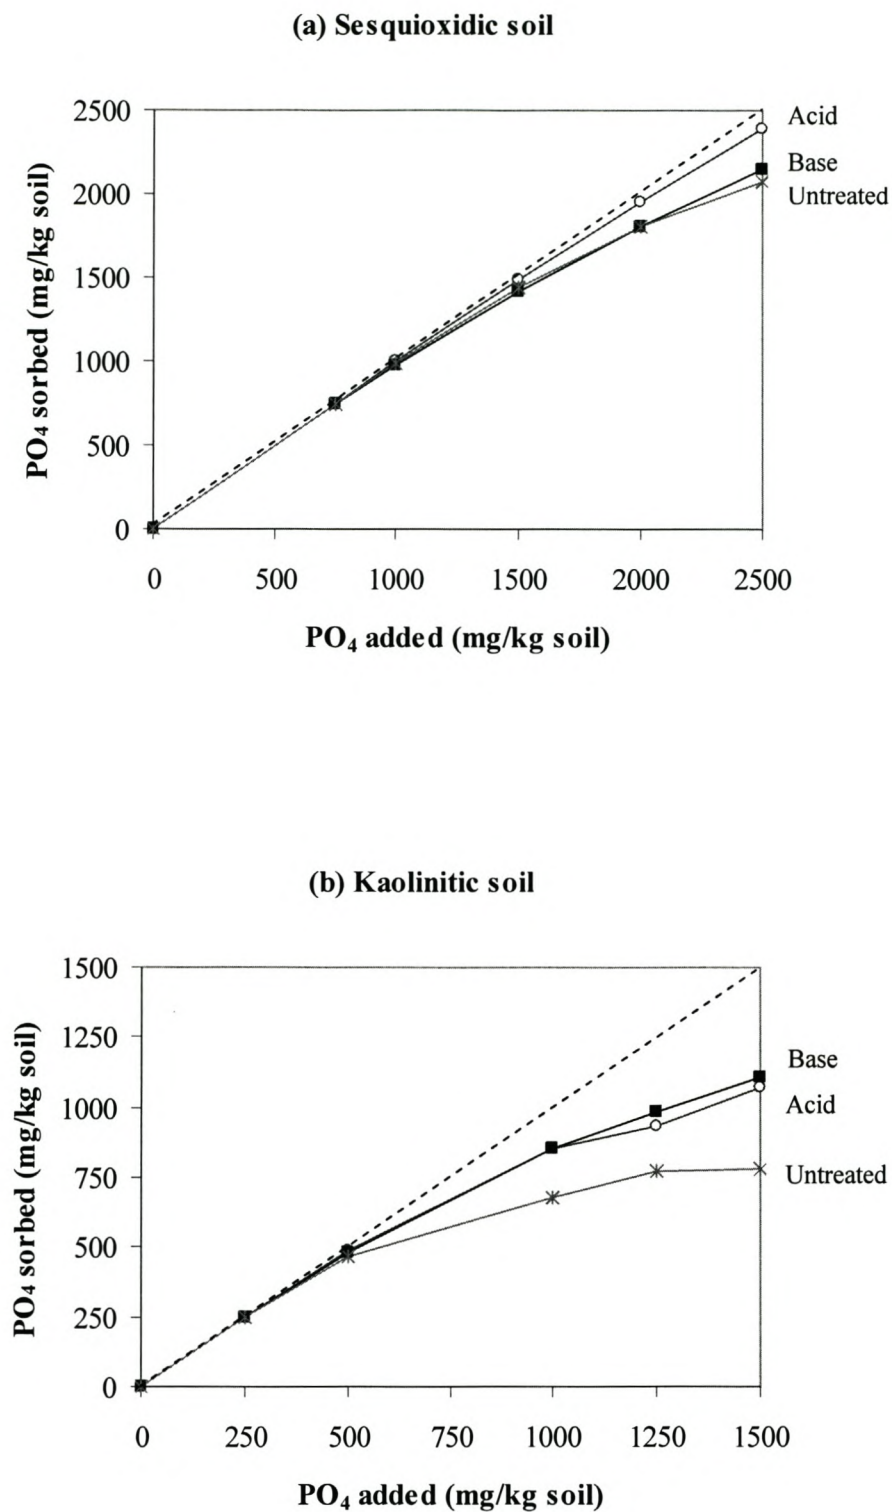 (a) Sesquioxidic soil
2500
2000
1500
1000
500
0
PO₄ sorbed (mg/kg soil)
Acid
Base
Untreated
0 500 1000 1500 2000 2500
PO₄ added (mg/kg soil)
(b) Kaolinitic soil
1500
1250
1000
750
500
250
0
PO₄ sorbed (mg/kg soil)
Base
Acid
Untreated
0 250 500 750 1000 1250 1500
PO₄ added (mg/kg soil)